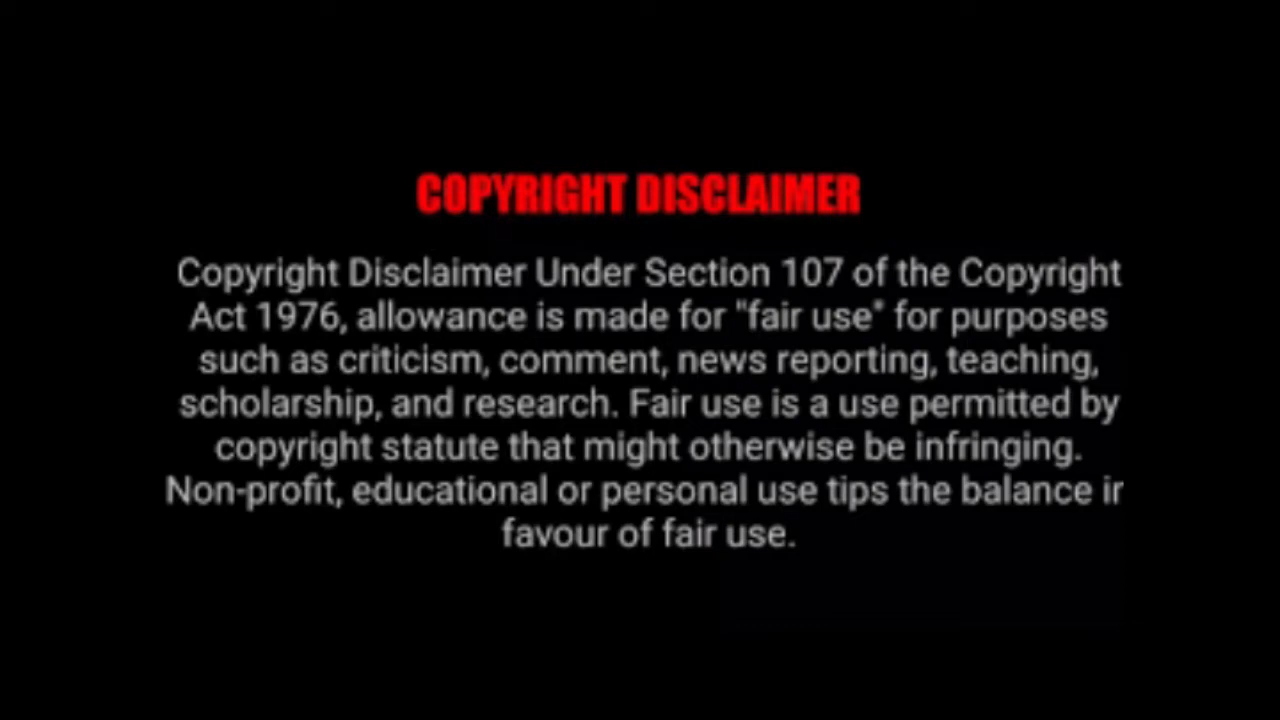 COPYRIGHT DISCLAIMER
Copyright Disclaimer Under Section 107 of the Copyright
Act 1976, allowance is made for "fair use" for purposes
such as criticism, comment, news reporting, teaching,
scholarship, and research. Fair use is a use permitted by
copyright statute that might otherwise be infringing.
Non-profit, educational or personal use tips the balance ir
favour of fair use.